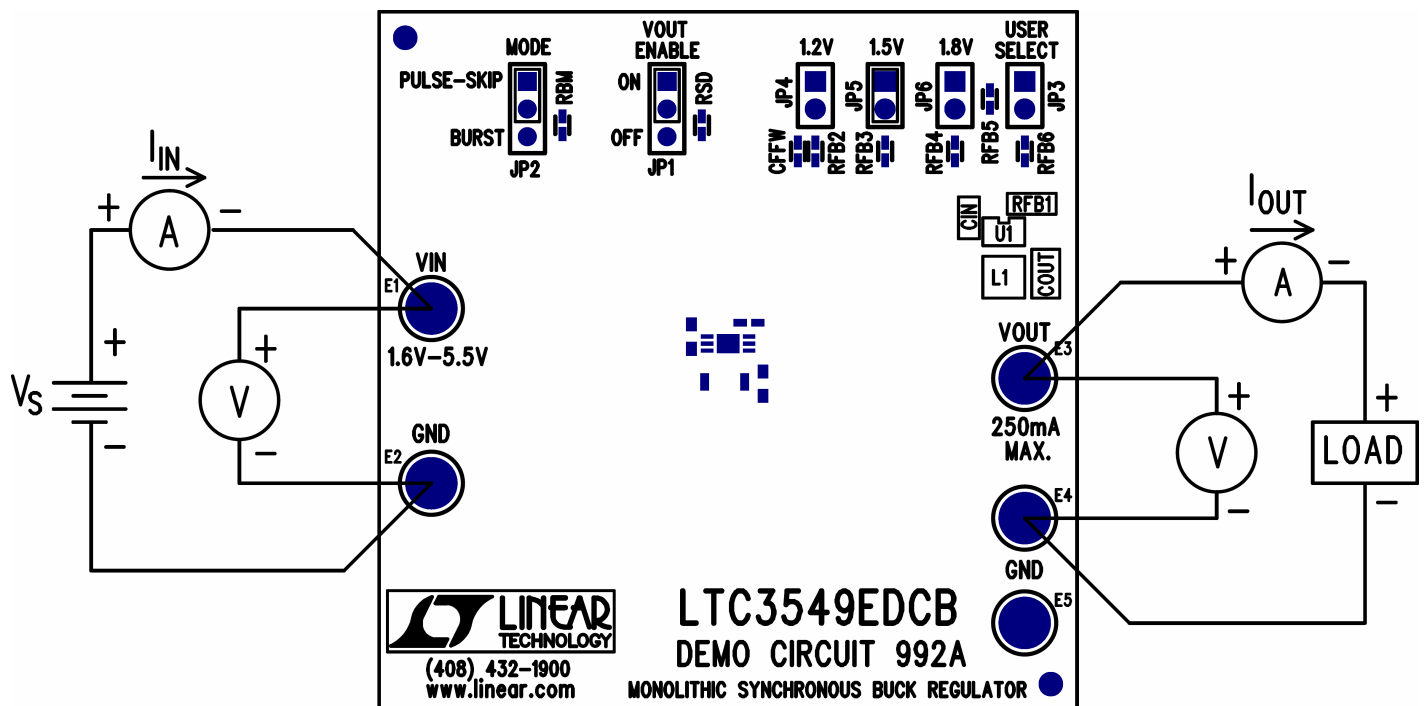 MODE
PULSE-SKIP
BURST
JP2
RBM
VOUT
ENABLE
ON
OFF
JP1
RSD
1.2V
JP4
1.5V
JP5
1.8V
JP6
USER
SELECT
JP3
CFFW
RFB2
RFB3
RFB4
RFB5
RFB6
IIN
+
A
-
VS
+
-
+
V
-
E1
VIN
1.6V-5.5V
GND
E2
CIN
RFB1
U1
L1
COUT
VOUT
E3
250mA
MAX.
E4
GND
E5
IOUT
+
A
-
+
V
-
+
LOAD
-
LINEAR
TECHNOLOGY
(408) 432-1900
www.linear.com
LTC3549EDCB
DEMO CIRCUIT 992A
MONOLITHIC SYNCHRONOUS BUCK REGULATOR